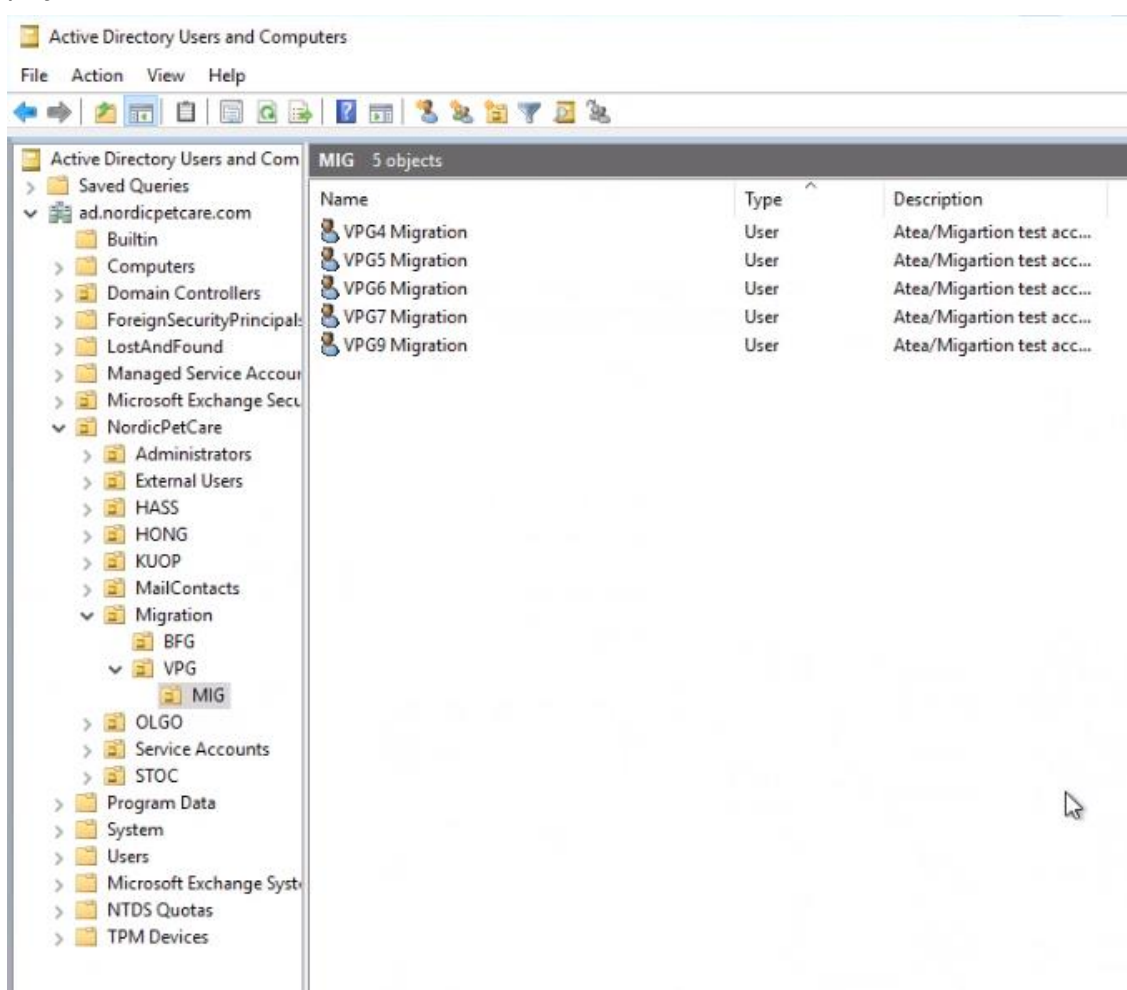 Active Directory Users and Computers
File Action View Help
Active Directory Users and Com
Saved Queries
ad.nordicpetcare.com
Builtin
Computers
Domain Controllers
ForeignSecurityPrincipals
LostAndFound
Managed Service Accour
Microsoft Exchange Secu
NordicPetCare
Administrators
External Users
HASS
HONG
KUOP
MailContacts
Migration
BFG
VPG
MIG
OLGO
Service Accounts
STOC
Program Data
System
Users
Microsoft Exchange Syst
NTDS Quotas
TPM Devices
MIG 5 objects
Name Type Description
VPG4 Migration User Atea/Migartion test acc...
VPG5 Migration User Atea/Migartion test acc...
VPG6 Migration User Atea/Migartion test acc...
VPG7 Migration User Atea/Migartion test acc...
VPG9 Migration User Atea/Migartion test acc...